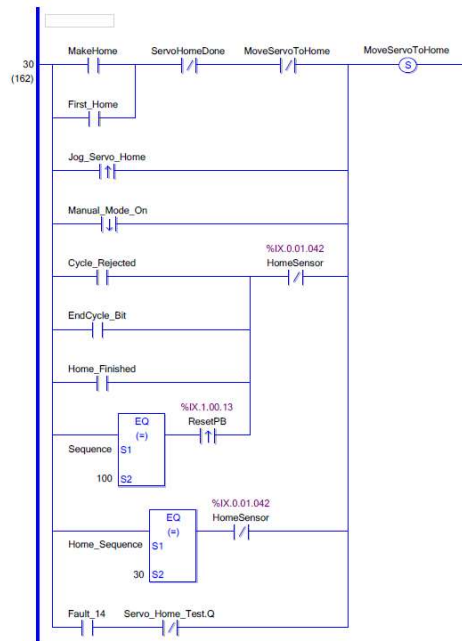 MakeHome ServoHomeDone MoveServoToHome MoveServoToHome
30
(162)
S
First_Home
Jog_Servo_Home
Manual_Mode_On
%IX.0.01.042
Cycle_Rejected HomeSensor
EndCycle_Bit
Home_Finished
%IX.1.00.13
EQ ResetPB
(=)
Sequence S1
100 S2
%IX.0.01.042
EQ HomeSensor
(=)
Home_Sequence S1
30 S2
Fault_14 Servo_Home_Test.Q